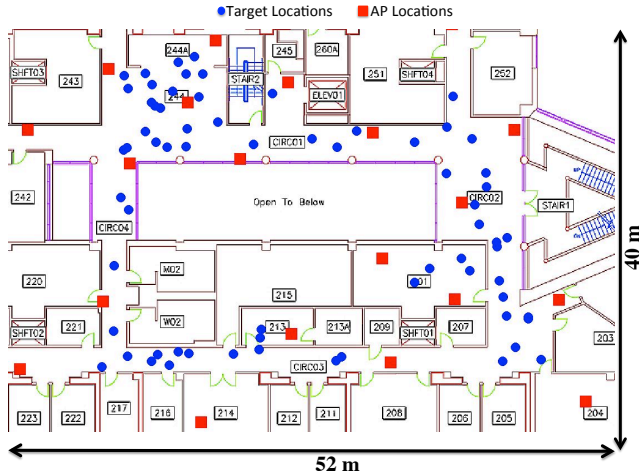 Target Locations AP Locations
244A
245
260A
SHFT03
243
STAIR2
251
SHFT04
252
244
ELEV01
CIRC01
242
Open To Below
CIRC02
STAIR1
CIRC04
40 m
220
M02
215
W02
221
213
213A
209
SHFT01
207
SHFT02
203
CIRC03
223
222
217
216
214
212
211
208
206
205
204
52 m